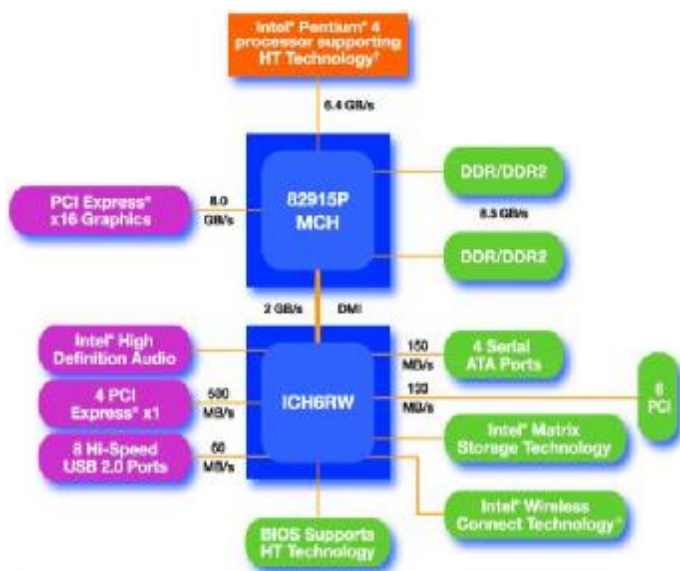 Intel® Pentium® 4
processor supporting
HT Technology†
6.4 GB/s
82915P
MCH
PCI Express®
x16 Graphics
8.0
GB/s
DDR/DDR2
8.5 GB/s
DDR/DDR2
2 GB/s
DMI
ICH6RW
Intel® High
Definition Audio
4 PCI
Express® x1
500
MB/s
8 Hi-Speed
USB 2.0 Ports
60
MB/s
150
MB/s
4 Serial
ATA Ports
133
MB/s
6
PCI
Intel® Matrix
Storage Technology
Intel® Wireless
Connect Technology
BIOS Supports
HT Technology